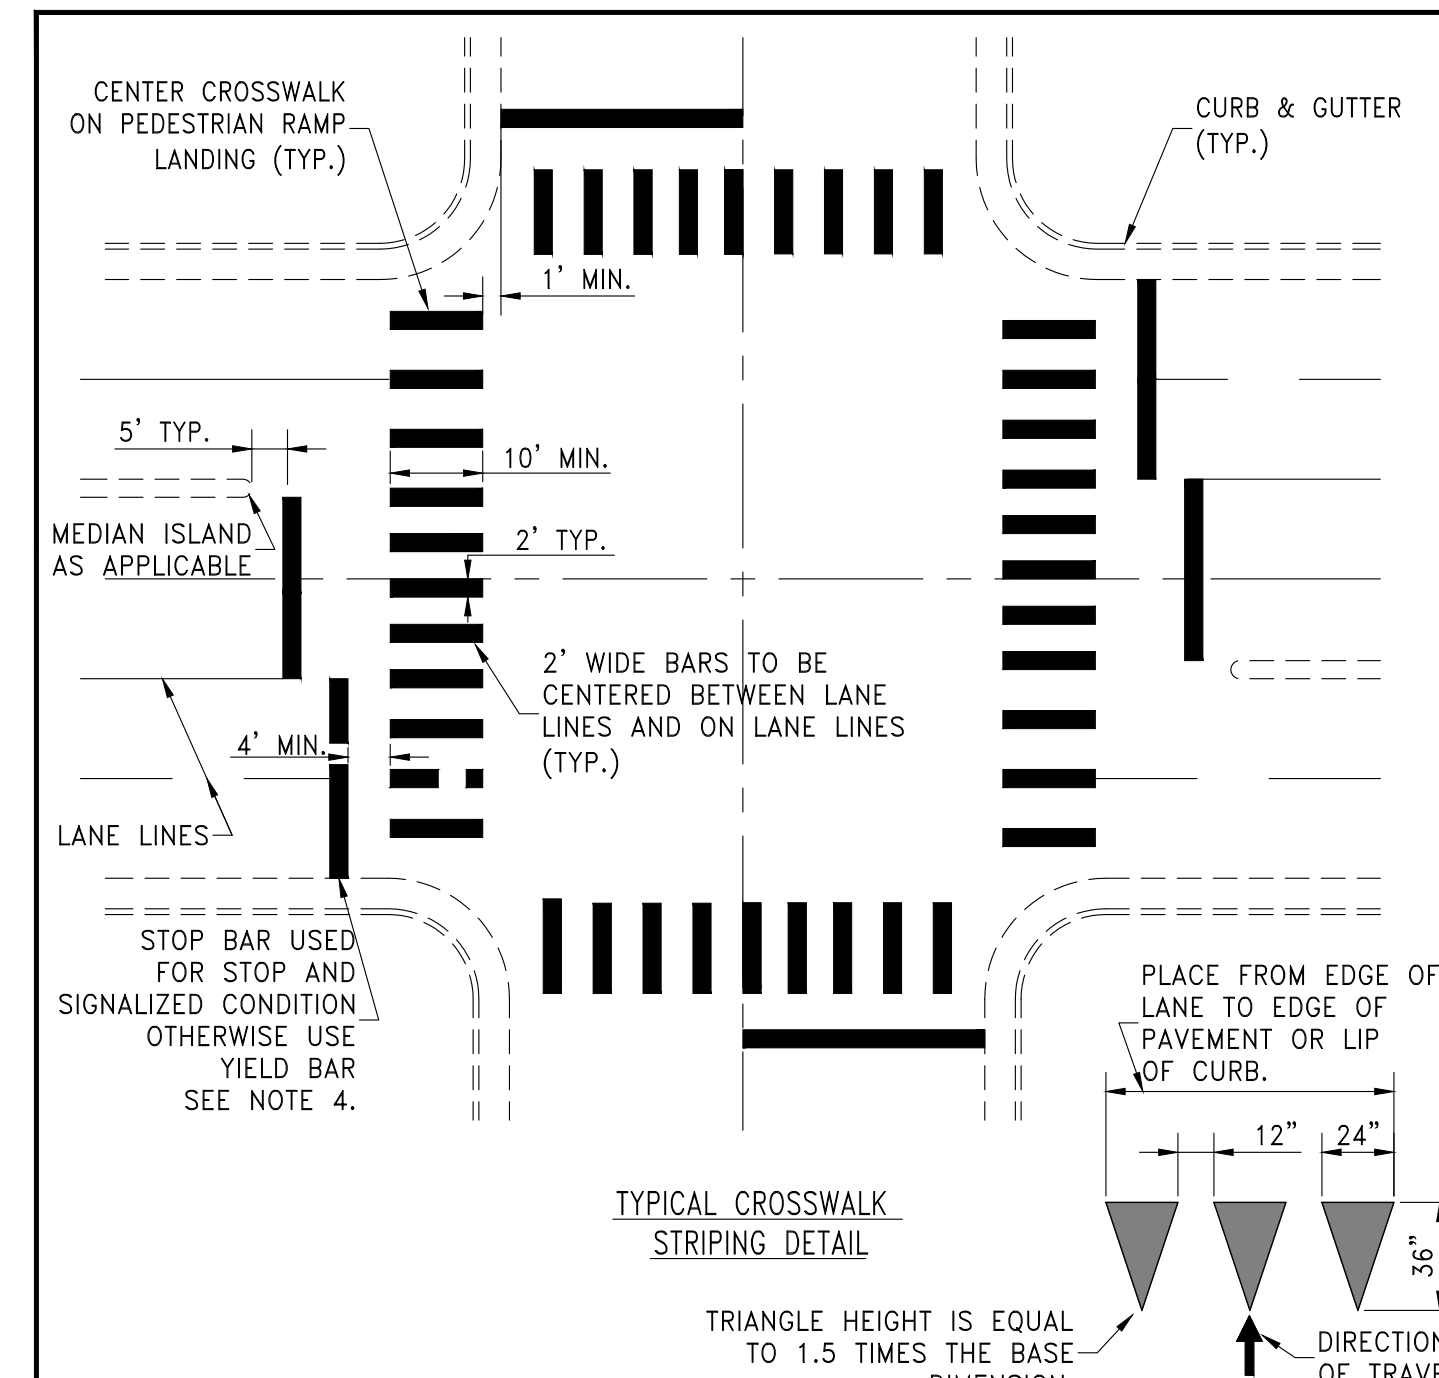 CENTER CROSSWALK
ON PEDESTRIAN RAMP
LANDING (TYP.)
CURB & GUTTER
(TYP.)
1' MIN.
5' TYP.
10' MIN.
MEDIAN ISLAND
AS APPLICABLE
2' TYP.
2' WIDE BARS TO BE
CENTERED BETWEEN LANE
LINES AND ON LANE LINES
(TYP.)
4' MIN.
LANE LINES
STOP BAR USED
FOR STOP AND
SIGNALIZED CONDITION
OTHERWISE USE
YIELD BAR
SEE NOTE 4.
PLACE FROM EDGE OF
LANE TO EDGE OF
PAVEMENT OR LIP
OF CURB.
12"
24"
36"
TYPICAL CROSSWALK
STRIPING DETAIL
TRIANGLE HEIGHT IS EQUAL
TO 1.5 TIMES THE BASE
DIMENSION.
DIRECTION
OF TRAVE